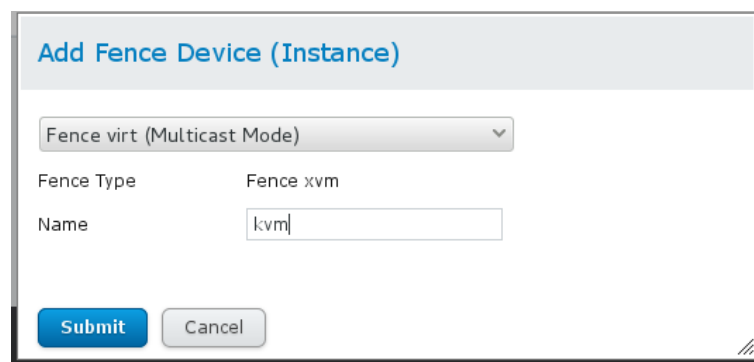 Add Fence Device (Instance)
Fence virt (Multicast Mode)
Fence Type Fence xvm
Name kvm
Submit Cancel